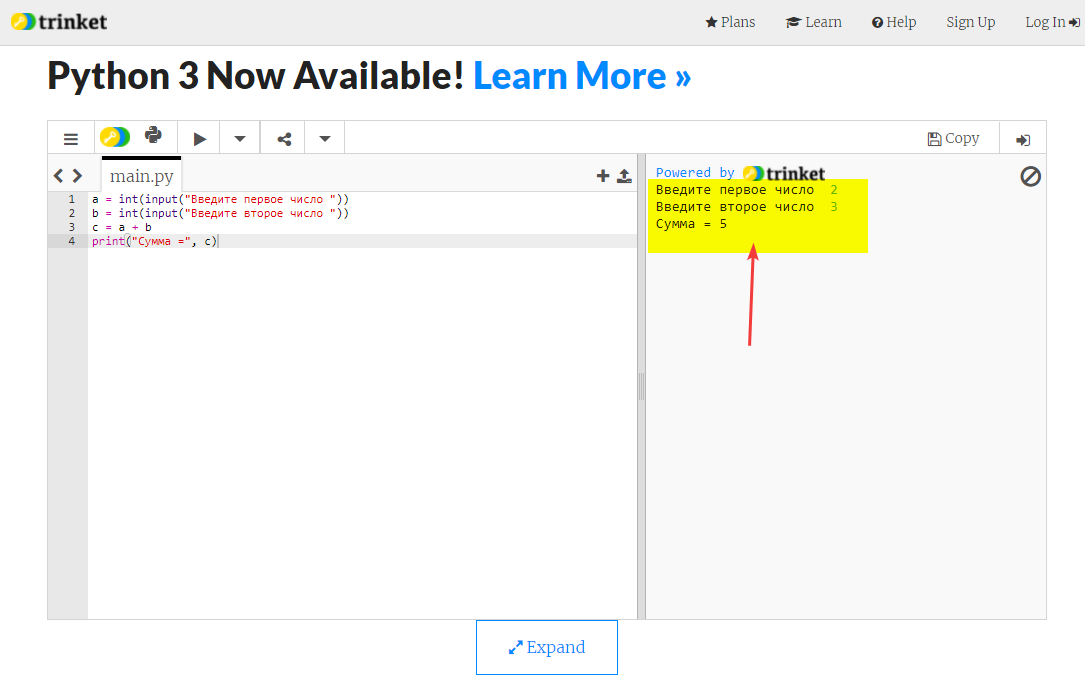 trinket
Plans Learn Help Sign Up Log In
Python 3 Now Available! Learn More »
Copy
main.py
1 a = int(input("Введите первое число "))
2 b = int(input("Введите второе число "))
3 c = a + b
4 print("Сумма =", c)
Powered by trinket
Введите первое число 2
Введите второе число 3
Сумма = 5
Expand